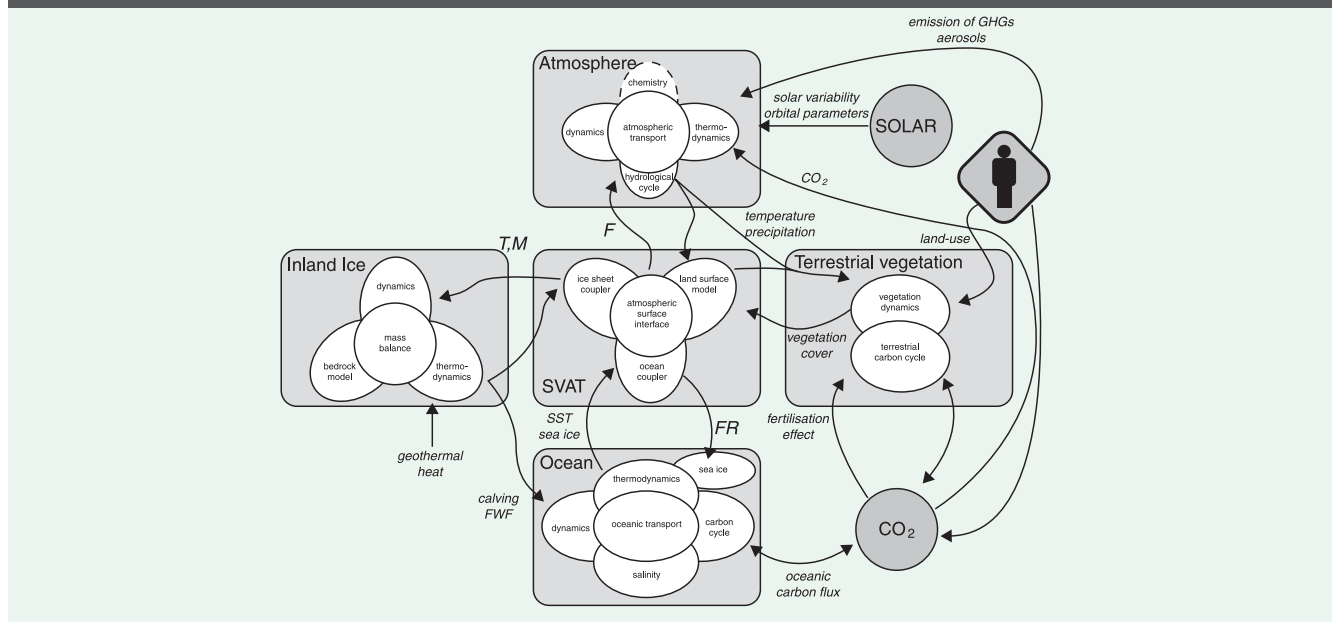 emission of GHGs
aerosols
Atmosphere
chemistry
dynamics
atmospheric
transport
thermo-
dynamics
hydrological
cycle
solar variability
orbital parameters
SOLAR
CO2
temperature
precipitation
land-use
F
T,M
Inland Ice
dynamics
mass
balance
bedrock
model
thermo-
dynamics
geothermal
heat
ice sheet
coupler
land surface
model
atmospheric
surface
interface
ocean
coupler
SVAT
Terrestrial vegetation
vegetation
dynamics
terrestrial
carbon cycle
vegetation
cover
fertilisation
effect
SST
sea ice
FR
calving
FWF
Ocean
thermodynamics
sea ice
dynamics
oceanic transport
carbon
cycle
salinity
CO2
oceanic
carbon flux